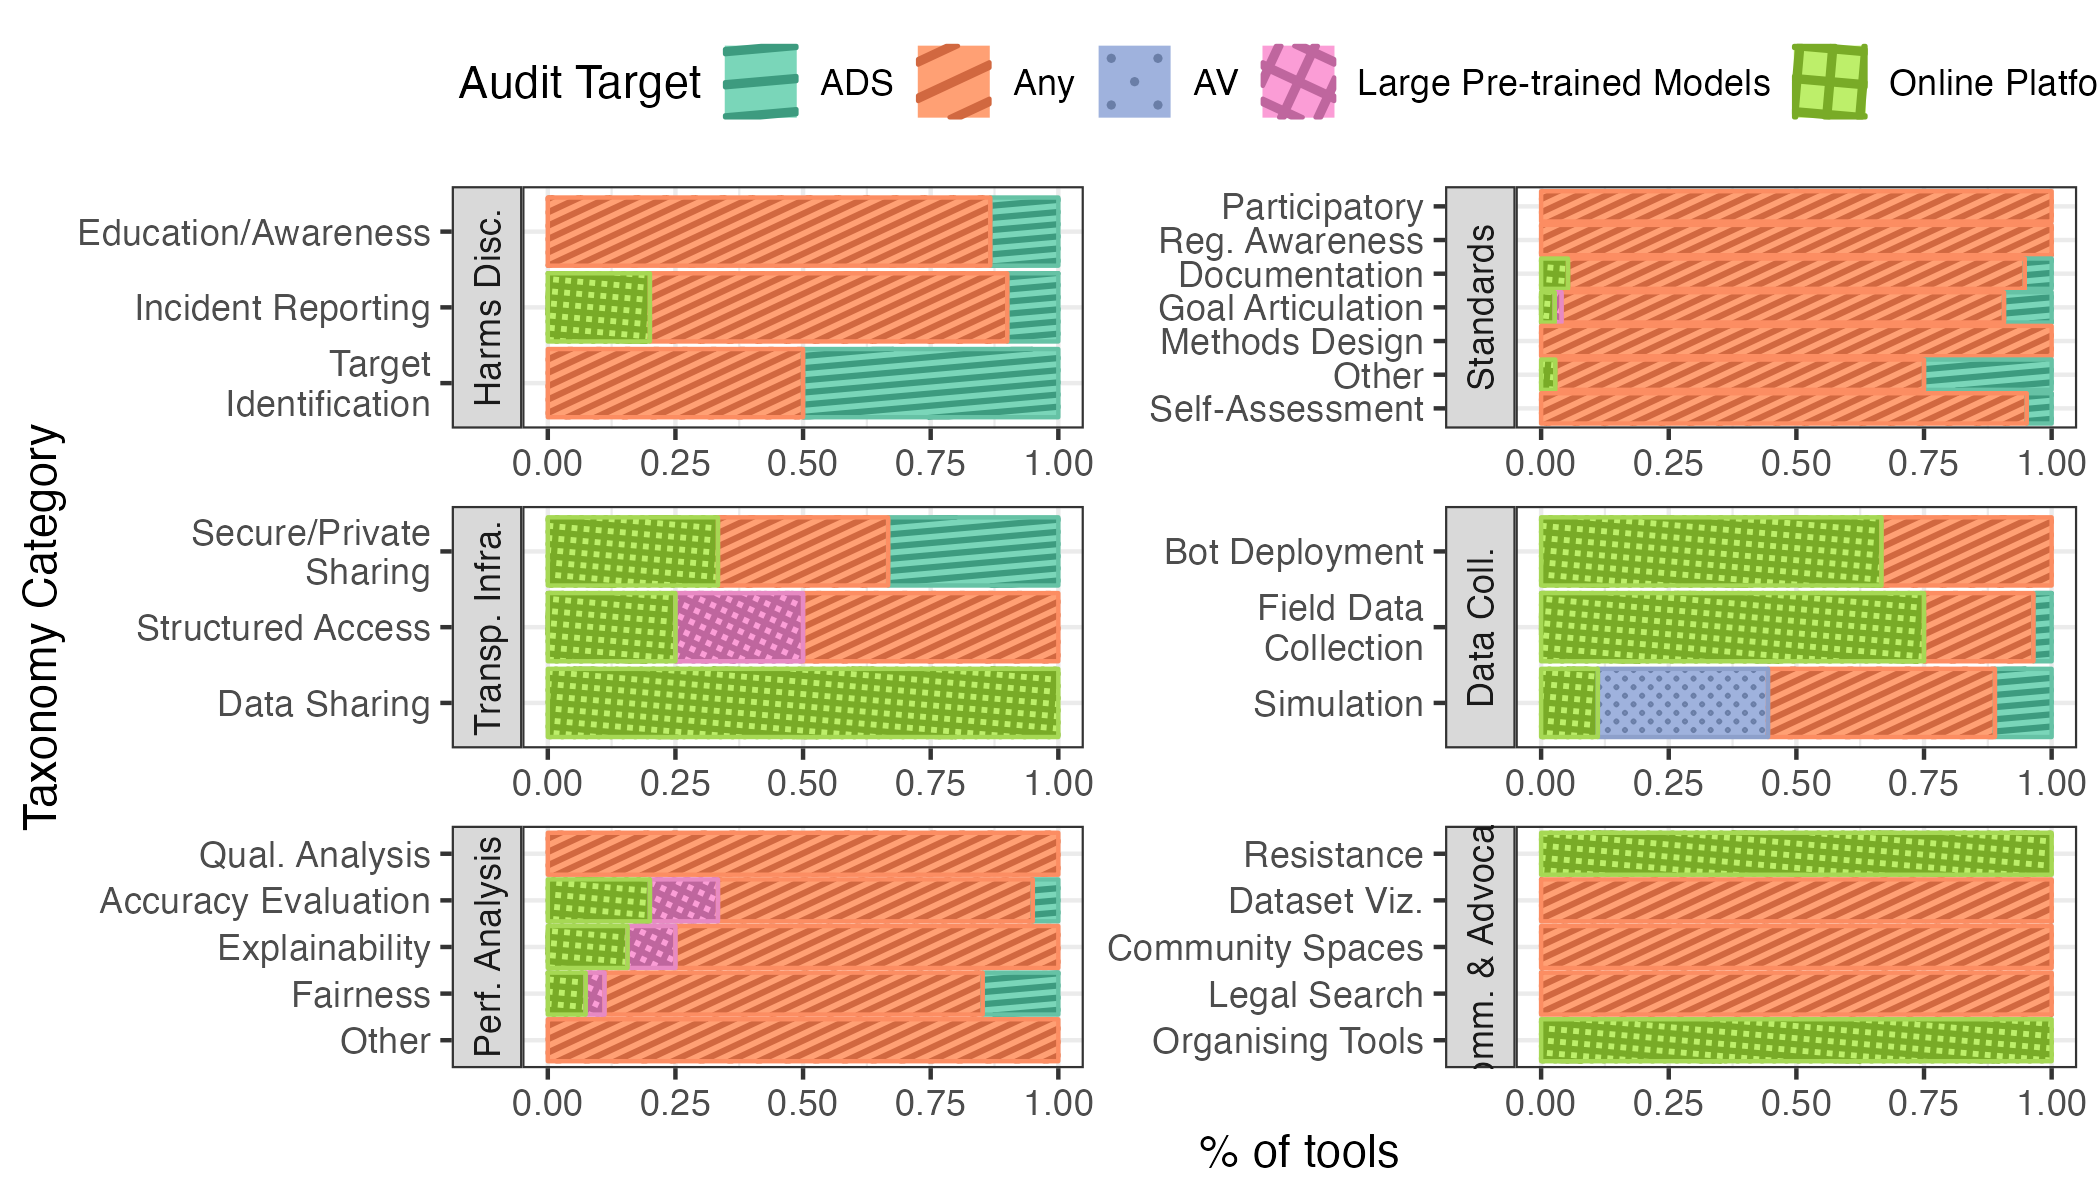 Audit Target ADS Any AV Large Pre-trained Models Online Platfo
Taxonomy Category
Harms Disc.
Education/Awareness
Incident Reporting
Target
Identification
0.00 0.25 0.50 0.75 1.00
Standards
Participatory
Reg. Awareness
Documentation
Goal Articulation
Methods Design
Other
Self-Assessment
0.00 0.25 0.50 0.75 1.00
Transp. Infra.
Secure/Private
Sharing
Structured Access
Data Sharing
0.00 0.25 0.50 0.75 1.00
Data Coll.
Bot Deployment
Field Data
Collection
Simulation
0.00 0.25 0.50 0.75 1.00
Perf. Analysis
Qual. Analysis
Accuracy Evaluation
Explainability
Fairness
Other
0.00 0.25 0.50 0.75 1.00
omm. & Advoca
Resistance
Dataset Viz.
Community Spaces
Legal Search
Organising Tools
0.00 0.25 0.50 0.75 1.00
% of tools